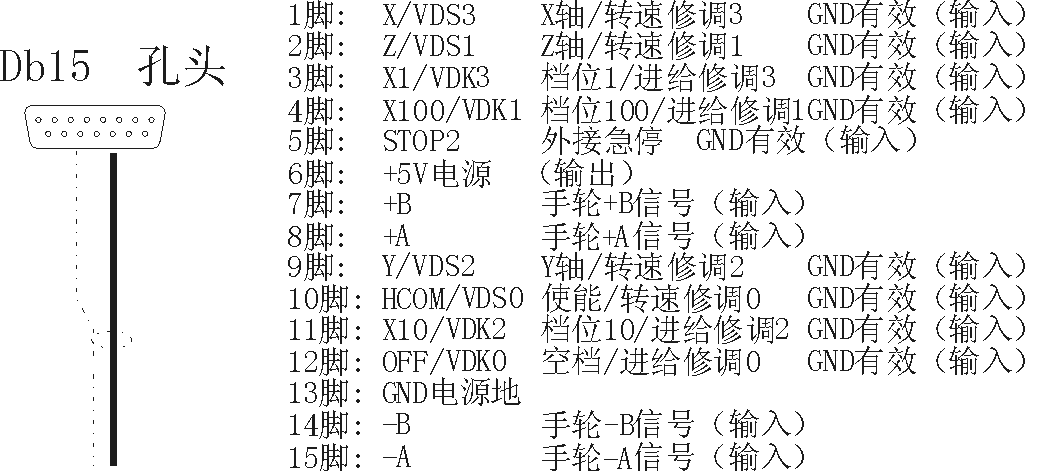 Db15 孔头
1脚: X/VDS3 X轴/转速修调3 GND有效（输入）
2脚: Z/VDS1 Z轴/转速修调1 GND有效（输入）
3脚: X1/VDK3 档位1/进给修调3 GND有效（输入）
4脚: X100/VDK1 档位100/进给修调1GND有效（输入）
5脚: STOP2 外接急停 GND有效（输入）
6脚: +5V电源 （输出）
7脚: +B 手轮+B信号（输入）
8脚: +A 手轮+A信号（输入）
9脚: Y/VDS2 Y轴/转速修调2 GND有效（输入）
10脚: HCOM/VDS0 使能/转速修调0 GND有效（输入）
11脚: X10/VDK2 档位10/进给修调2 GND有效（输入）
12脚: OFF/VDK0 空档/进给修调0 GND有效（输入）
13脚: GND电源地
14脚: -B 手轮-B信号（输入）
15脚: -A 手轮-A信号（输入）